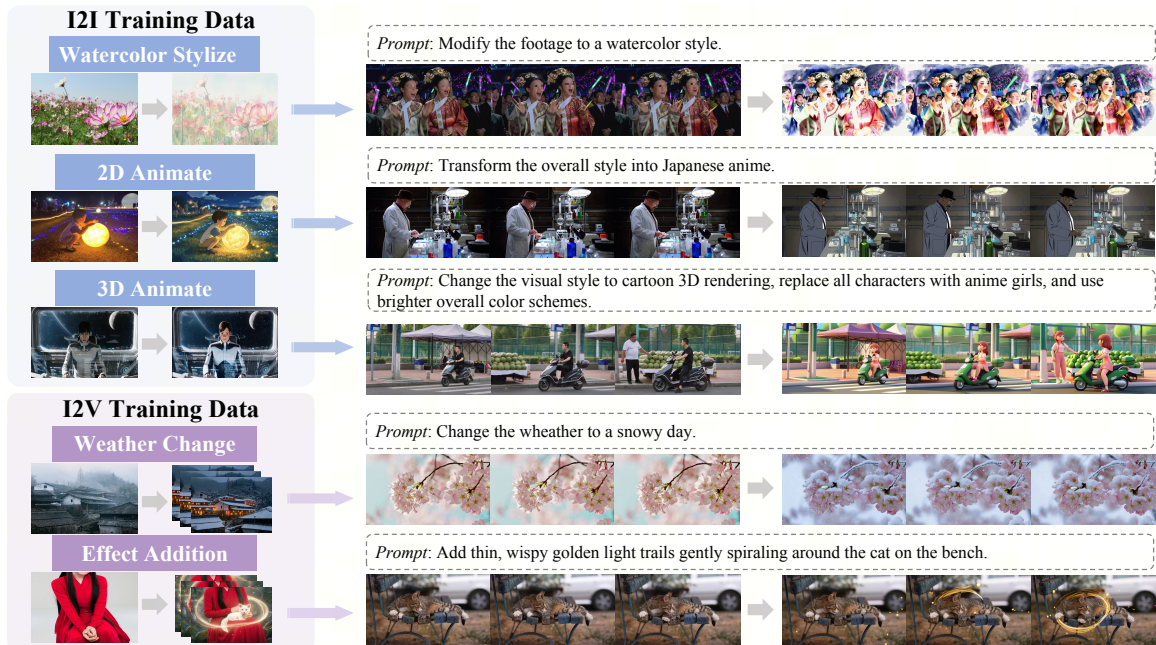 I2I Training Data
Watercolor Stylize
Prompt: Modify the footage to a watercolor style.
2D Animate
Prompt: Transform the overall style into Japanese anime.
3D Animate
Prompt: Change the visual style to cartoon 3D rendering, replace all characters with anime girls, and use
brighter overall color schemes.
I2V Training Data
Weather Change
Prompt: Change the wheather to a snowy day.
Effect Addition
Prompt: Add thin, wispy golden light trails gently spiraling around the cat on the bench.